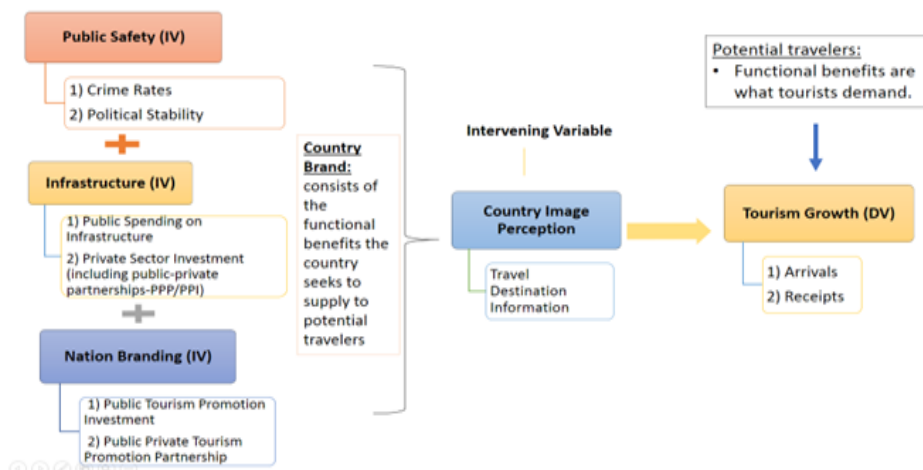 Public Safety (IV)
1) Crime Rates
2) Political Stability
Infrastructure (IV)
1) Public Spending on
Infrastructure
2) Private Sector Investment
(including public-private
partnerships-PPP/PPI)
Nation Branding (IV)
1) Public Tourism Promotion
Investment
2) Public Private Tourism
Promotion Partnership
Country
Brand:
consists of
the
functional
benefits the
country
seeks to
supply to
potential
travelers
Intervening Variable
Country Image
Perception
Travel
Destination
Information
Potential travelers:
• Functional benefits are
what tourists demand.
Tourism Growth (DV)
1) Arrivals
2) Receipts